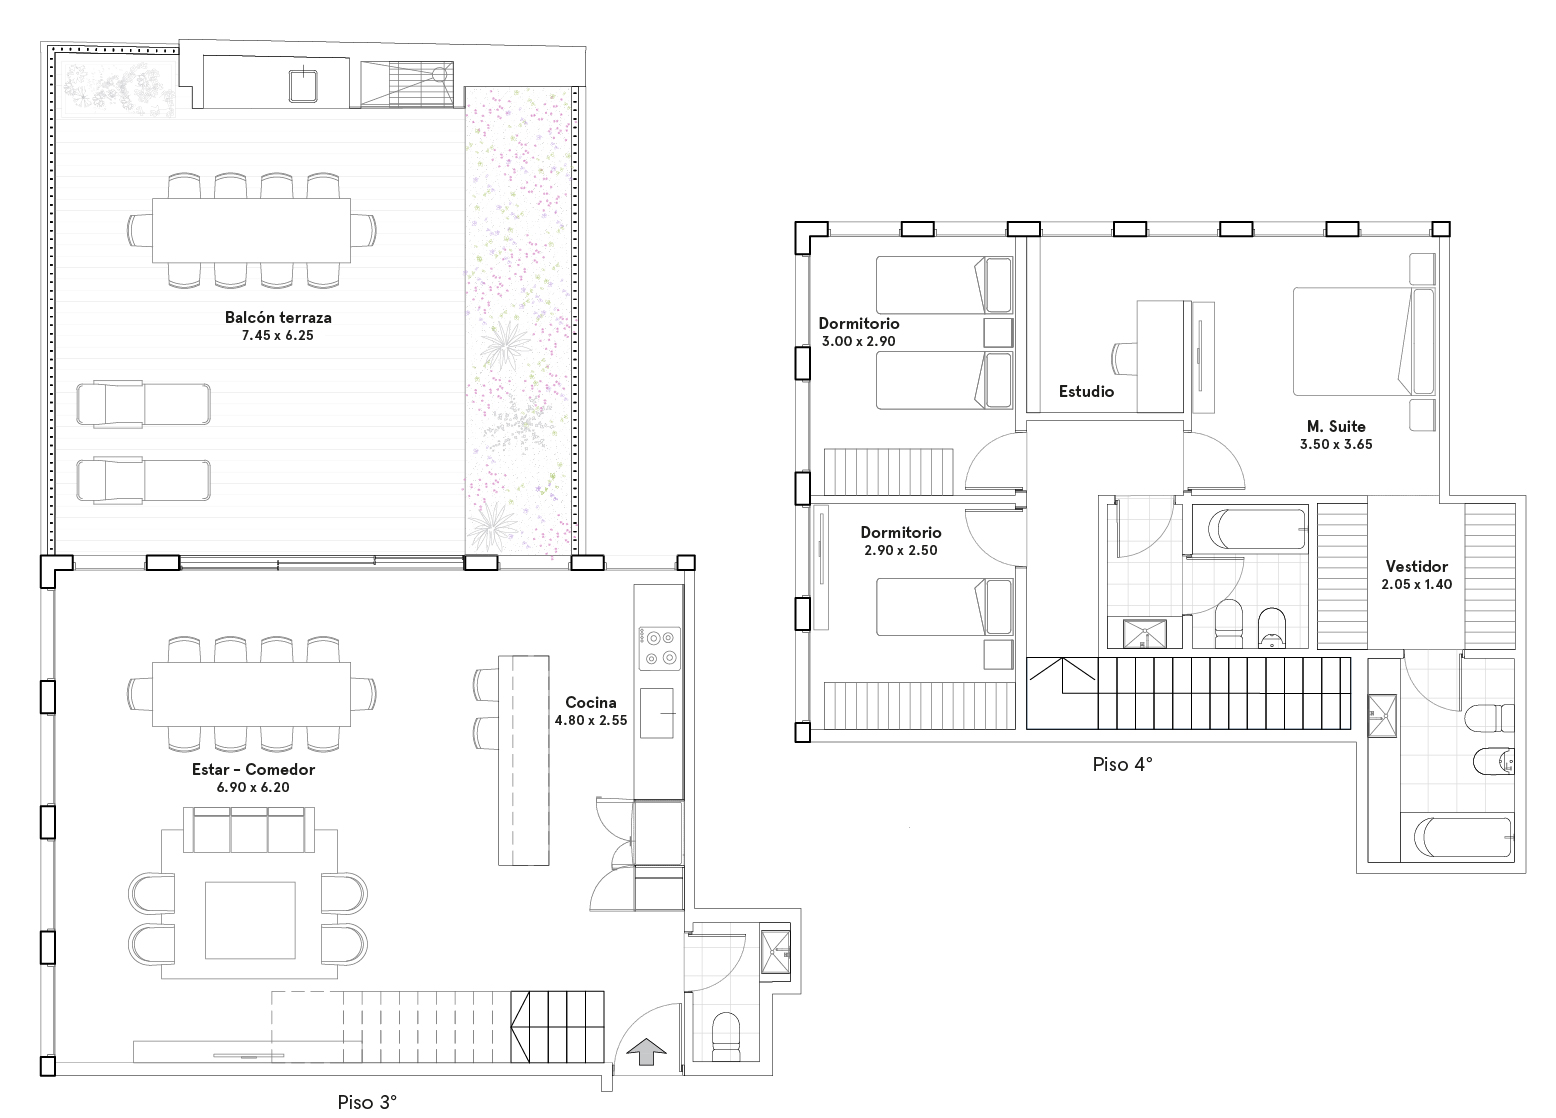 Balcón terraza
7.45 x 6.25
Cocina
4.80 x 2.55
Estar - Comedor
6.90 x 6.20
Piso 3°
Dormitorio
3.00 x 2.90
Estudio
M. Suite
3.50 x 3.65
Dormitorio
2.90 x 2.50
Vestidor
2.05 x 1.40
Piso 4°